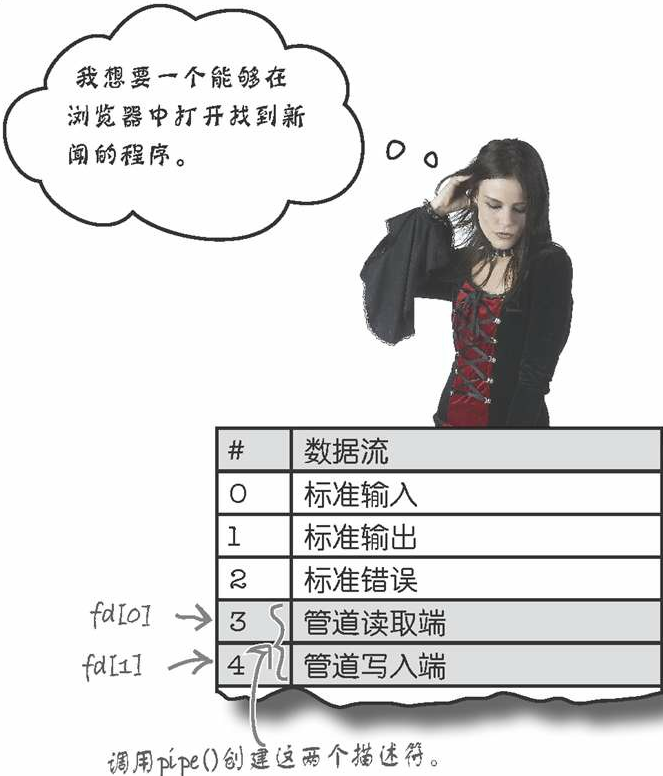 我想要一个能够在
浏览器中打开找到新
闻的程序。
# 数据流
0 标准输入
1 标准输出
2 标准错误
fd[0] 3 管道读取端
fd[1] 4 管道写入端
调用pipe()创建这两个描述符。